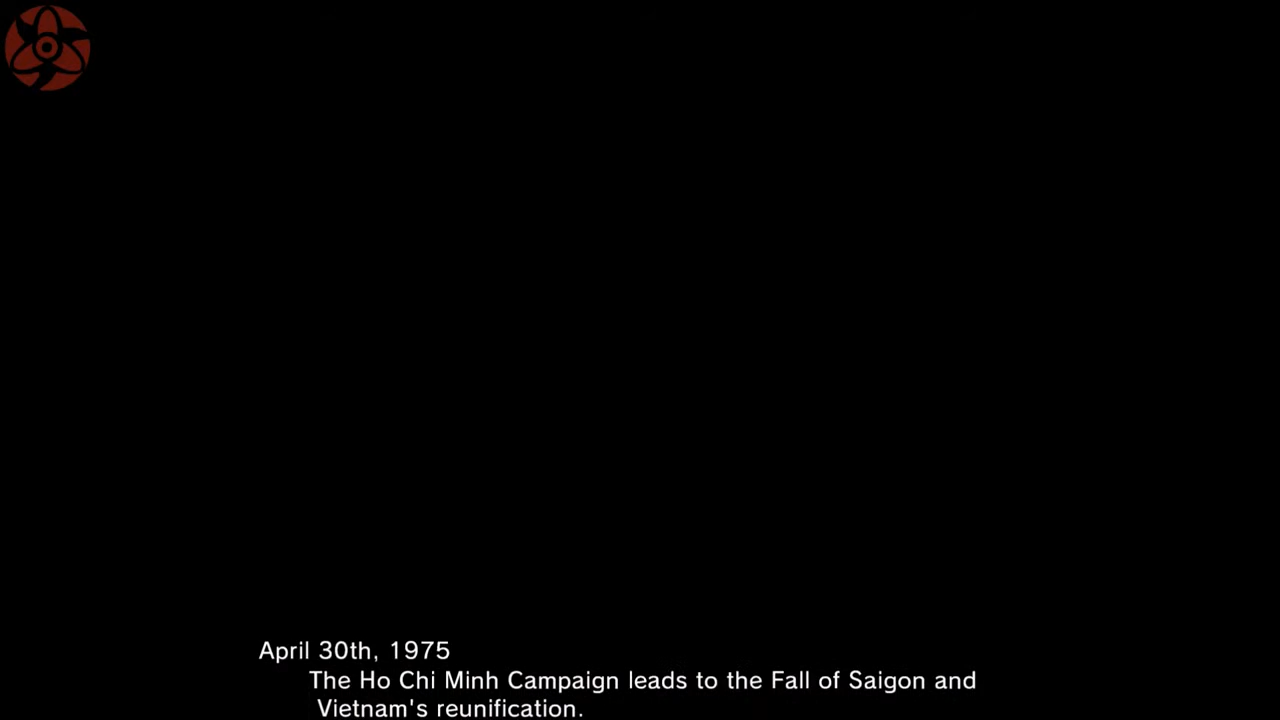 April 30th, 1975
The Ho Chi Minh Campaign leads to the Fall of Saigon and
Vietnam's reunification.